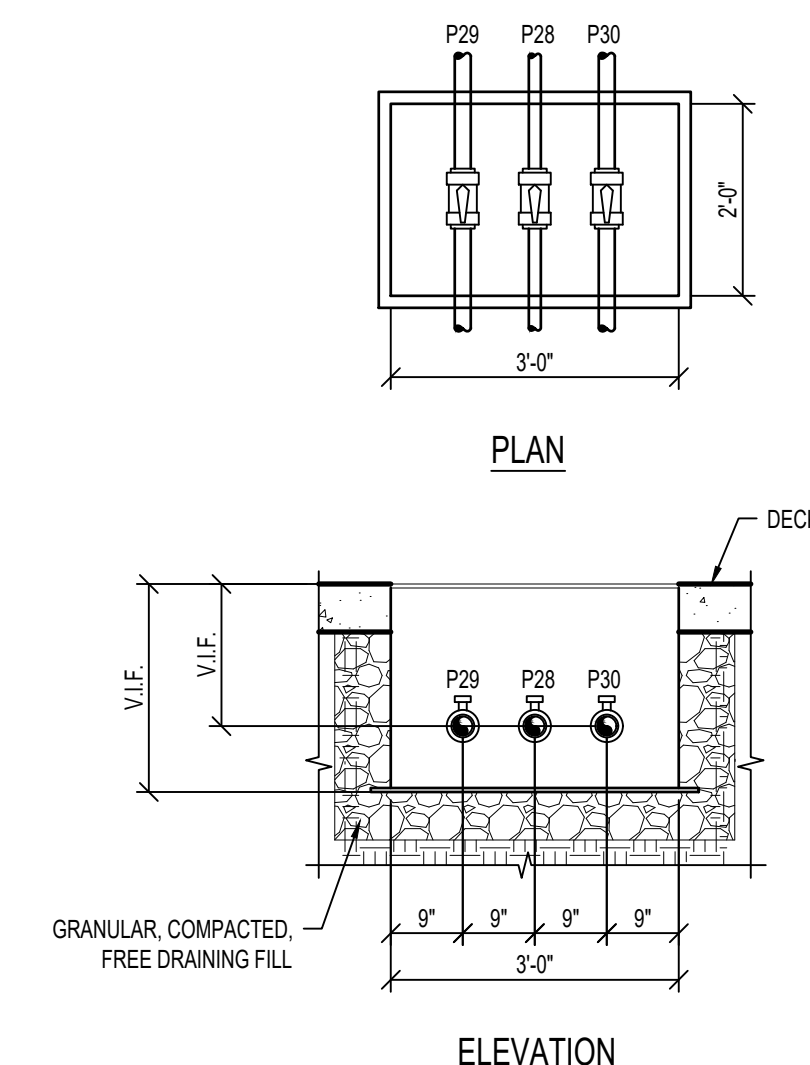 P29 P28 P30
2'-0"
3'-0"
PLAN
V.I.F.
V.I.F.
P29 P28 P30
GRANULAR, COMPACTED,
FREE DRAINING FILL
9" 9" 9" 9"
3'-0"
ELEVATION